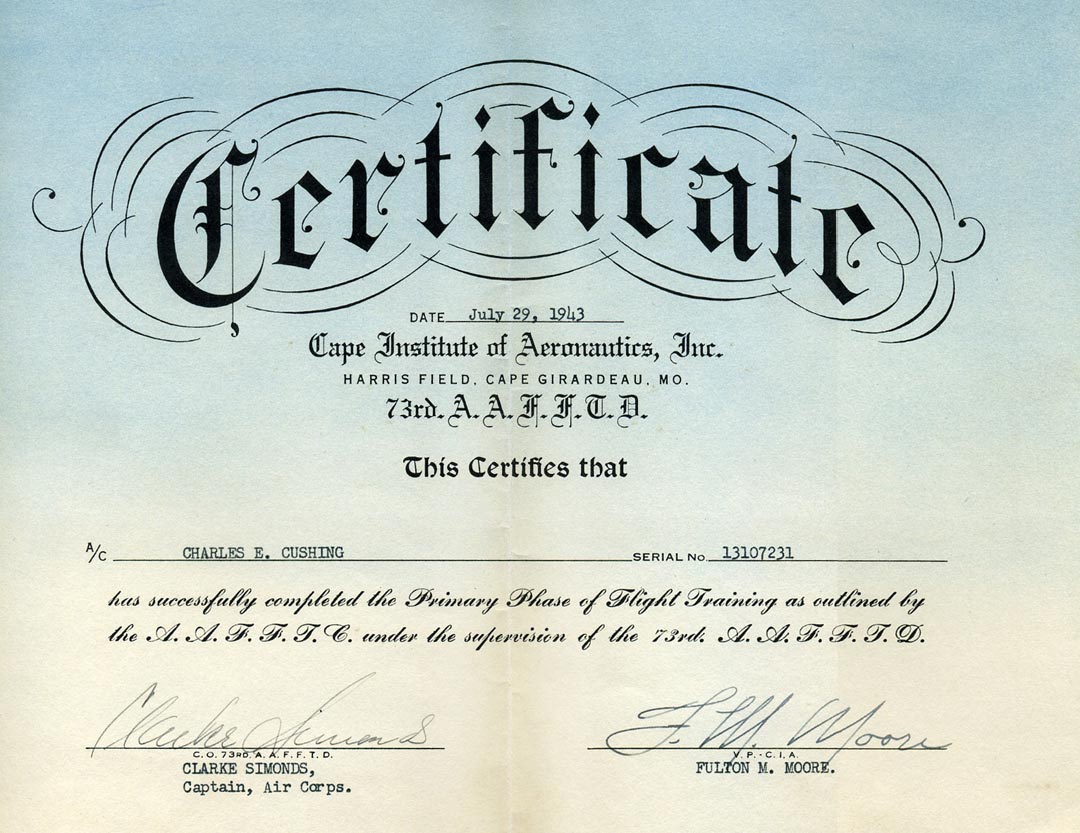 Certificate
DATE July 29, 1943
Cape Institute of Aeronautics, Inc.
HARRIS FIELD, CAPE GIRARDEAU, MO.
73rd. A. A. F. F. T. D.
This Certifies that
A/C CHARLES E. CUSHING SERIAL No. 13107231
has successfully completed the Primary Phase of Flight Training as outlined by
the A. A. F. F. T. C. under the supervision of the 73rd. A. A. F. F. T. D.
Clarke Simonds F. M. Moore
C. O. 73RD. A. A. F. F. T. D. V. P. - C. I. A.
CLARKE SIMONDS, FULTON M. MOORE.
Captain, Air Corps.